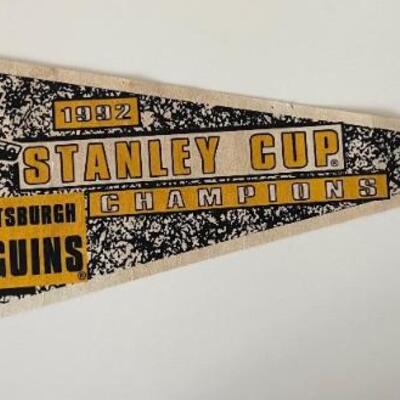 1992
STANLEY CUP®
CHAMPIONS
TSBURGH
GUINS®